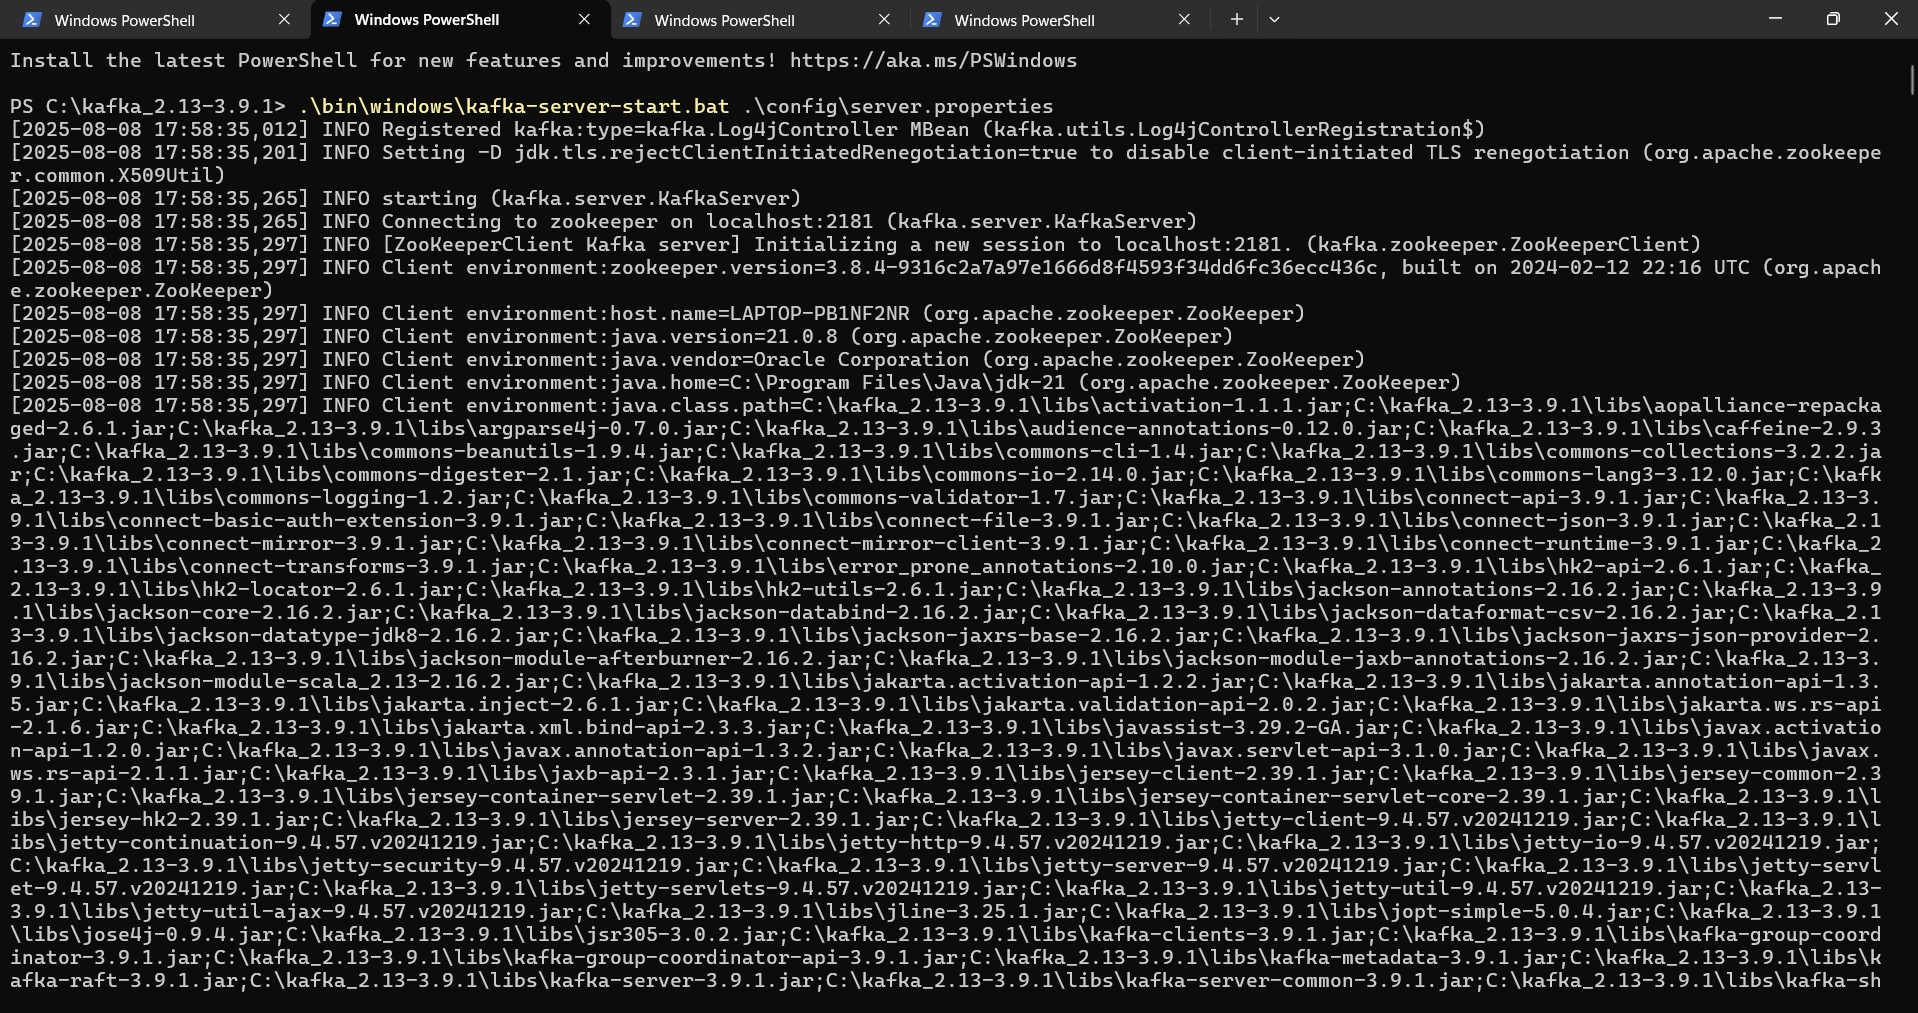 Windows PowerShell
Windows PowerShell
Windows PowerShell
Windows PowerShell
Install the latest PowerShell for new features and improvements! https://aka.ms/PSWindows
PS C:\kafka_2.13-3.9.1> .\bin\windows\kafka-server-start.bat .\config\server.properties
[2025-08-08 17:58:35,012] INFO Registered kafka:type=kafka.Log4jController MBean (kafka.utils.Log4jControllerRegistration$)
[2025-08-08 17:58:35,201] INFO Setting -D jdk.tls.rejectClientInitiatedRenegotiation=true to disable client-initiated TLS renegotiation (org.apache.zookeepe
r.common.X509Util)
[2025-08-08 17:58:35,265] INFO starting (kafka.server.KafkaServer)
[2025-08-08 17:58:35,265] INFO Connecting to zookeeper on localhost:2181 (kafka.server.KafkaServer)
[2025-08-08 17:58:35,297] INFO [ZooKeeperClient Kafka server] Initializing a new session to localhost:2181. (kafka.zookeeper.ZooKeeperClient)
[2025-08-08 17:58:35,297] INFO Client environment:zookeeper.version=3.8.4-9316c2a7a97e1666d8f4593f34dd6fc36ecc436c, built on 2024-02-12 22:16 UTC (org.apach
e.zookeeper.ZooKeeper)
[2025-08-08 17:58:35,297] INFO Client environment:host.name=LAPTOP-PB1NF2NR (org.apache.zookeeper.ZooKeeper)
[2025-08-08 17:58:35,297] INFO Client environment:java.version=21.0.8 (org.apache.zookeeper.ZooKeeper)
[2025-08-08 17:58:35,297] INFO Client environment:java.vendor=Oracle Corporation (org.apache.zookeeper.ZooKeeper)
[2025-08-08 17:58:35,297] INFO Client environment:java.home=C:\Program Files\Java\jdk-21 (org.apache.zookeeper.ZooKeeper)
[2025-08-08 17:58:35,297] INFO Client environment:java.class.path=C:\kafka_2.13-3.9.1\libs\activation-1.1.1.jar;C:\kafka_2.13-3.9.1\libs\aopalliance-repacka
ged-2.6.1.jar;C:\kafka_2.13-3.9.1\libs\argparse4j-0.7.0.jar;C:\kafka_2.13-3.9.1\libs\audience-annotations-0.12.0.jar;C:\kafka_2.13-3.9.1\libs\caffeine-2.9.3
.jar;C:\kafka_2.13-3.9.1\libs\commons-beanutils-1.9.4.jar;C:\kafka_2.13-3.9.1\libs\commons-cli-1.4.jar;C:\kafka_2.13-3.9.1\libs\commons-collections-3.2.2.ja
r;C:\kafka_2.13-3.9.1\libs\commons-digester-2.1.jar;C:\kafka_2.13-3.9.1\libs\commons-io-2.14.0.jar;C:\kafka_2.13-3.9.1\libs\commons-lang3-3.12.0.jar;C:\kafk
a_2.13-3.9.1\libs\commons-logging-1.2.jar;C:\kafka_2.13-3.9.1\libs\commons-validator-1.7.jar;C:\kafka_2.13-3.9.1\libs\connect-api-3.9.1.jar;C:\kafka_2.13-3.
9.1\libs\connect-basic-auth-extension-3.9.1.jar;C:\kafka_2.13-3.9.1\libs\connect-file-3.9.1.jar;C:\kafka_2.13-3.9.1\libs\connect-json-3.9.1.jar;C:\kafka_2.1
3-3.9.1\libs\connect-mirror-3.9.1.jar;C:\kafka_2.13-3.9.1\libs\connect-mirror-client-3.9.1.jar;C:\kafka_2.13-3.9.1\libs\connect-runtime-3.9.1.jar;C:\kafka_2
.13-3.9.1\libs\connect-transforms-3.9.1.jar;C:\kafka_2.13-3.9.1\libs\error_prone_annotations-2.10.0.jar;C:\kafka_2.13-3.9.1\libs\hk2-api-2.6.1.jar;C:\kafka_
2.13-3.9.1\libs\hk2-locator-2.6.1.jar;C:\kafka_2.13-3.9.1\libs\hk2-utils-2.6.1.jar;C:\kafka_2.13-3.9.1\libs\jackson-annotations-2.16.2.jar;C:\kafka_2.13-3.9
.1\libs\jackson-core-2.16.2.jar;C:\kafka_2.13-3.9.1\libs\jackson-databind-2.16.2.jar;C:\kafka_2.13-3.9.1\libs\jackson-dataformat-csv-2.16.2.jar;C:\kafka_2.1
3-3.9.1\libs\jackson-datatype-jdk8-2.16.2.jar;C:\kafka_2.13-3.9.1\libs\jackson-jaxrs-base-2.16.2.jar;C:\kafka_2.13-3.9.1\libs\jackson-jaxrs-json-provider-2.
16.2.jar;C:\kafka_2.13-3.9.1\libs\jackson-module-afterburner-2.16.2.jar;C:\kafka_2.13-3.9.1\libs\jackson-module-jaxb-annotations-2.16.2.jar;C:\kafka_2.13-3.
9.1\libs\jackson-module-scala_2.13-2.16.2.jar;C:\kafka_2.13-3.9.1\libs\jakarta.activation-api-1.2.2.jar;C:\kafka_2.13-3.9.1\libs\jakarta.annotation-api-1.3.
5.jar;C:\kafka_2.13-3.9.1\libs\jakarta.inject-2.6.1.jar;C:\kafka_2.13-3.9.1\libs\jakarta.validation-api-2.0.2.jar;C:\kafka_2.13-3.9.1\libs\jakarta.ws.rs-api
-2.1.6.jar;C:\kafka_2.13-3.9.1\libs\jakarta.xml.bind-api-2.3.3.jar;C:\kafka_2.13-3.9.1\libs\javassist-3.29.2-GA.jar;C:\kafka_2.13-3.9.1\libs\javax.activatio
n-api-1.2.0.jar;C:\kafka_2.13-3.9.1\libs\javax.annotation-api-1.3.2.jar;C:\kafka_2.13-3.9.1\libs\javax.servlet-api-3.1.0.jar;C:\kafka_2.13-3.9.1\libs\javax.
ws.rs-api-2.1.1.jar;C:\kafka_2.13-3.9.1\libs\jaxb-api-2.3.1.jar;C:\kafka_2.13-3.9.1\libs\jersey-client-2.39.1.jar;C:\kafka_2.13-3.9.1\libs\jersey-common-2.3
9.1.jar;C:\kafka_2.13-3.9.1\libs\jersey-container-servlet-2.39.1.jar;C:\kafka_2.13-3.9.1\libs\jersey-container-servlet-core-2.39.1.jar;C:\kafka_2.13-3.9.1\l
ibs\jersey-hk2-2.39.1.jar;C:\kafka_2.13-3.9.1\libs\jersey-server-2.39.1.jar;C:\kafka_2.13-3.9.1\libs\jetty-client-9.4.57.v20241219.jar;C:\kafka_2.13-3.9.1\l
ibs\jetty-continuation-9.4.57.v20241219.jar;C:\kafka_2.13-3.9.1\libs\jetty-http-9.4.57.v20241219.jar;C:\kafka_2.13-3.9.1\libs\jetty-io-9.4.57.v20241219.jar;
C:\kafka_2.13-3.9.1\libs\jetty-security-9.4.57.v20241219.jar;C:\kafka_2.13-3.9.1\libs\jetty-server-9.4.57.v20241219.jar;C:\kafka_2.13-3.9.1\libs\jetty-servl
et-9.4.57.v20241219.jar;C:\kafka_2.13-3.9.1\libs\jetty-servlets-9.4.57.v20241219.jar;C:\kafka_2.13-3.9.1\libs\jetty-util-9.4.57.v20241219.jar;C:\kafka_2.13-
3.9.1\libs\jetty-util-ajax-9.4.57.v20241219.jar;C:\kafka_2.13-3.9.1\libs\jline-3.25.1.jar;C:\kafka_2.13-3.9.1\libs\jopt-simple-5.0.4.jar;C:\kafka_2.13-3.9.1
\libs\jose4j-0.9.4.jar;C:\kafka_2.13-3.9.1\libs\jsr305-3.0.2.jar;C:\kafka_2.13-3.9.1\libs\kafka-clients-3.9.1.jar;C:\kafka_2.13-3.9.1\libs\kafka-group-coord
inator-3.9.1.jar;C:\kafka_2.13-3.9.1\libs\kafka-group-coordinator-api-3.9.1.jar;C:\kafka_2.13-3.9.1\libs\kafka-metadata-3.9.1.jar;C:\kafka_2.13-3.9.1\libs\k
afka-raft-3.9.1.jar;C:\kafka_2.13-3.9.1\libs\kafka-server-3.9.1.jar;C:\kafka_2.13-3.9.1\libs\kafka-server-common-3.9.1.jar;C:\kafka_2.13-3.9.1\libs\kafka-sh